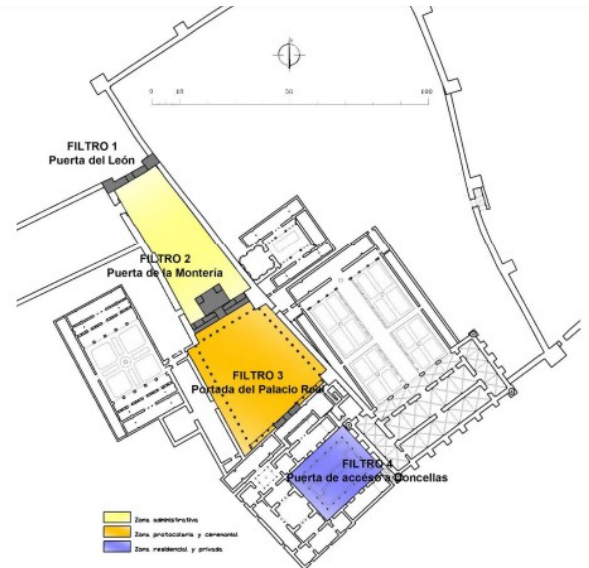 N
0 10 50 100
FILTRO 1
Puerta del León
FILTRO 2
Puerta de la Montería
FILTRO 3
Portada del Palacio Real
FILTRO 4
Puerta de acceso a Doncellas
Zona administrativa
Zona protocolaria y ceremonial
Zona residencial y privada